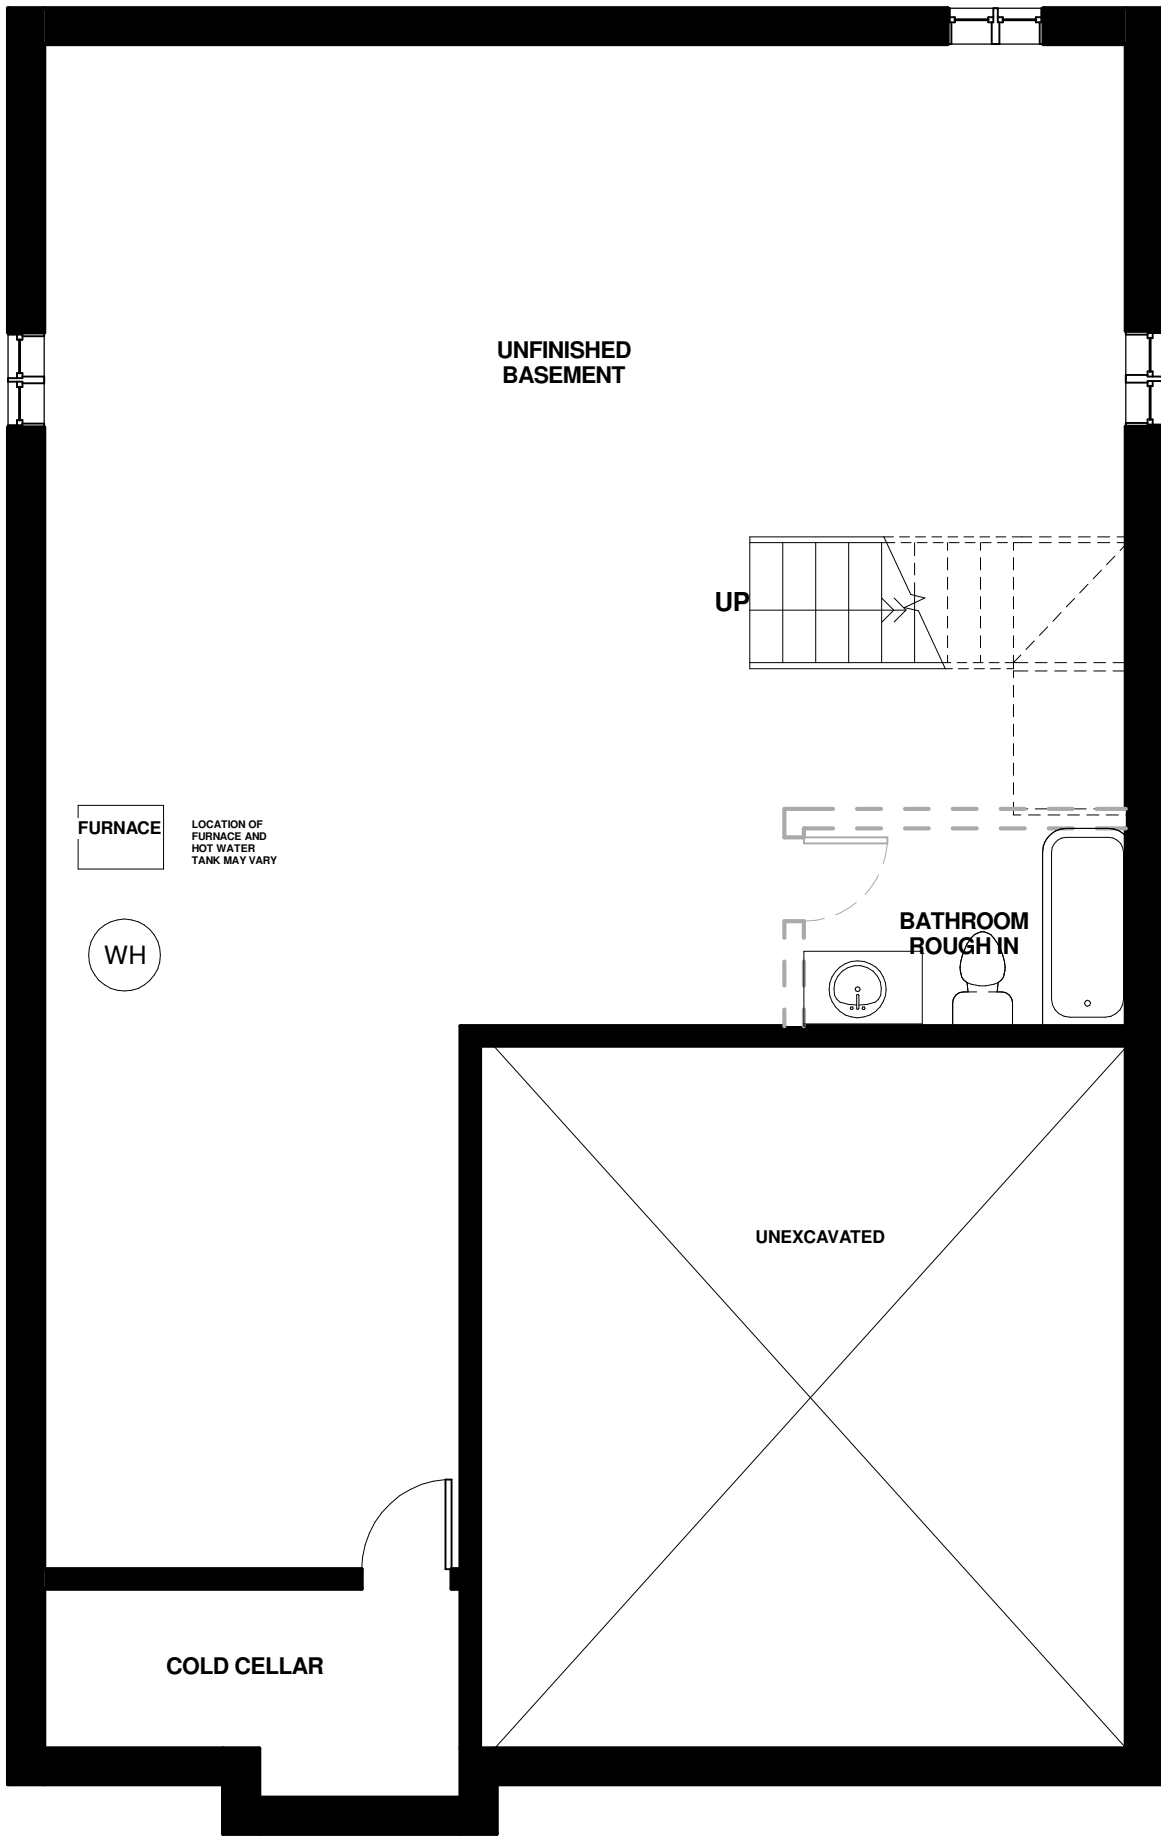 UNFINISHED
BASEMENT
UP
FURNACE
LOCATION OF
FURNACE AND
HOT WATER
TANK MAY VARY
WH
BATHROOM
ROUGH IN
UNEXCAVATED
COLD CELLAR